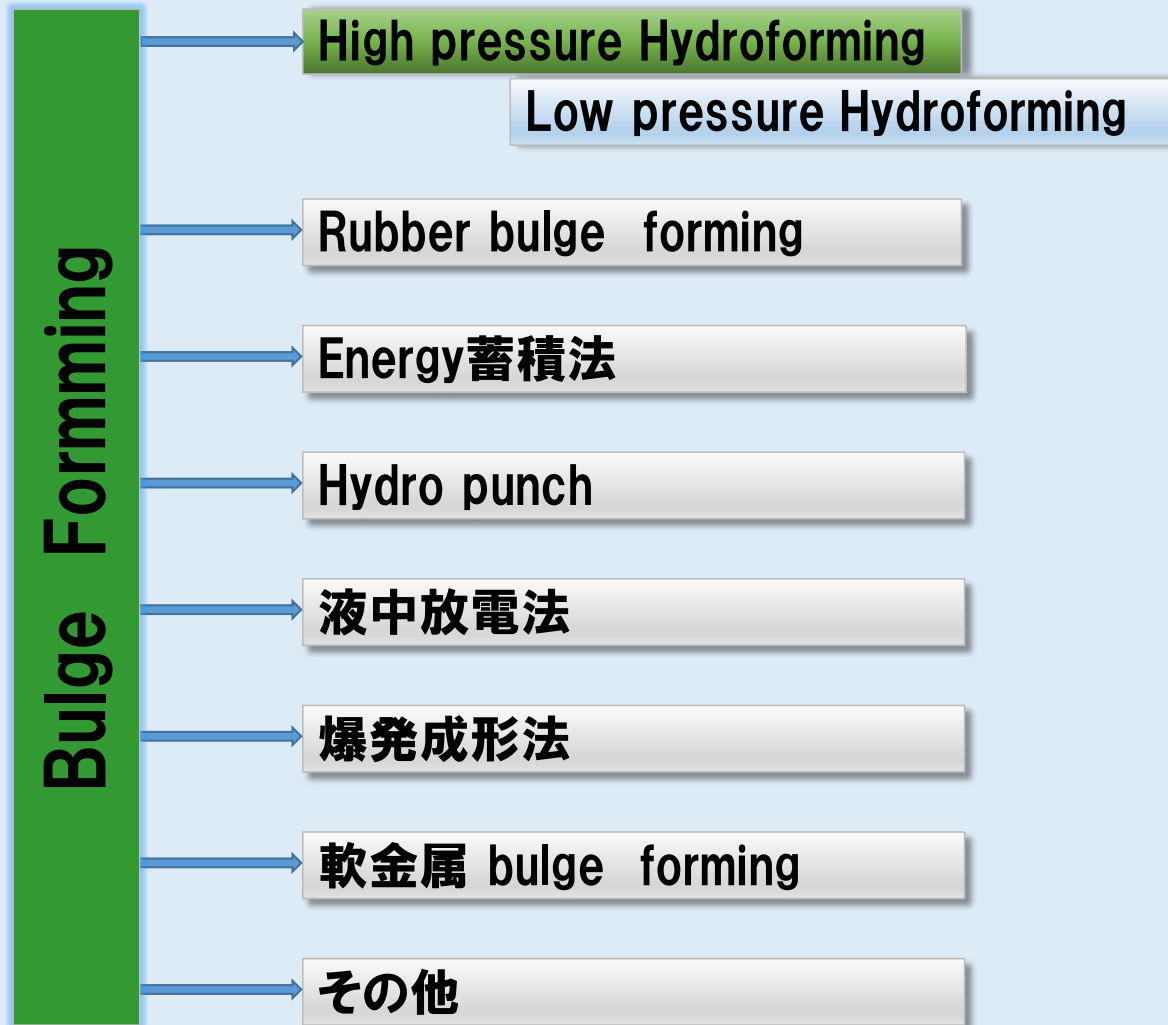 Bulge Formming
High pressure Hydroforming
Low pressure Hydroforming
Rubber bulge forming
Energy蓄積法
Hydro punch
液中放電法
爆発成形法
軟金属 bulge forming
その他